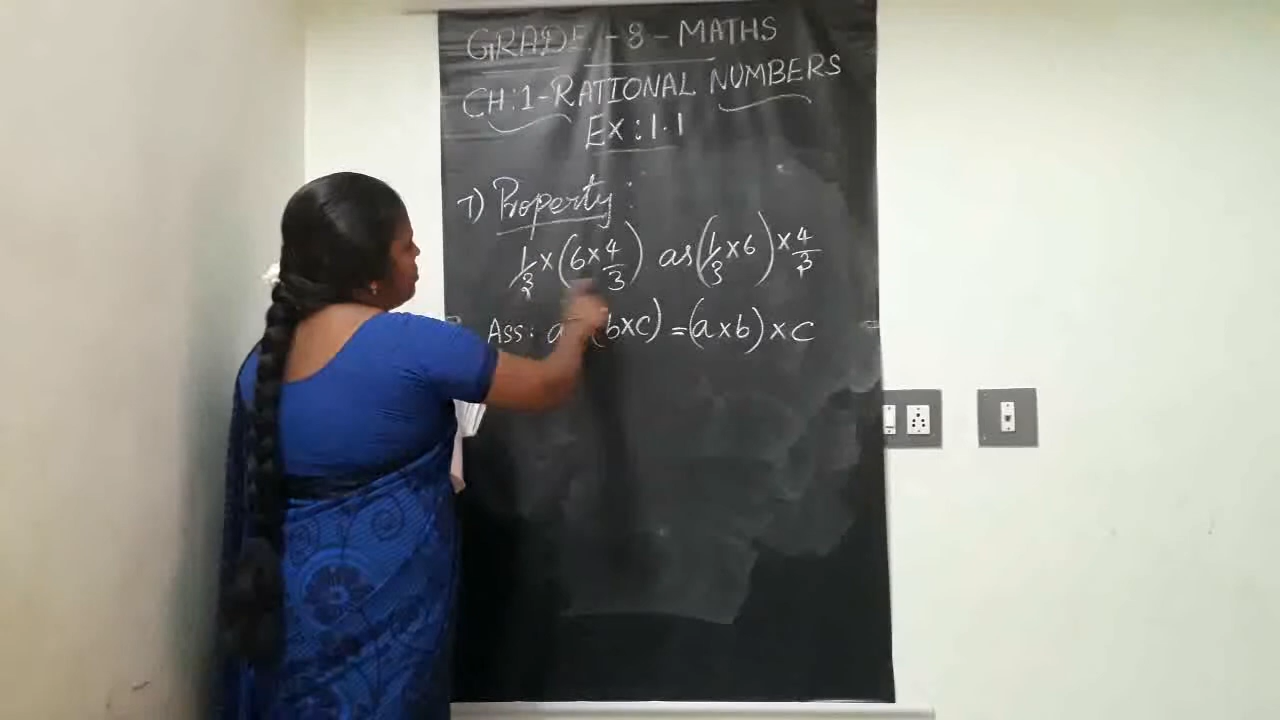 GRADE - 8 - MATHS
CH:1-RATIONAL NUMBERS
EX:1.1
7) Property:
1/3 × (6 × 4/3) as (1/3 × 6) × 4/3
Ass: a (b×c) = (a×b) × c